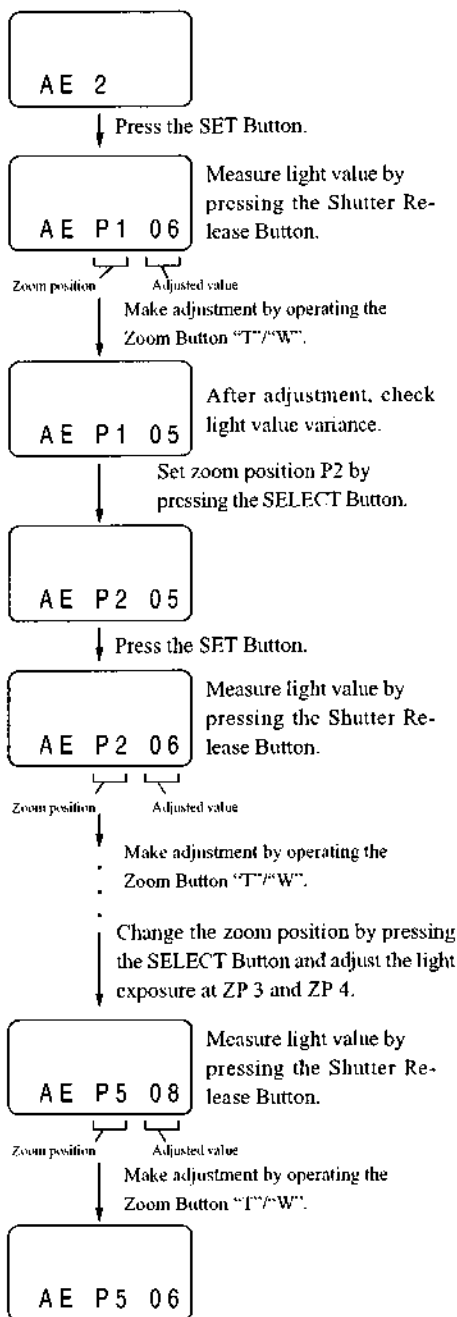 AE 2
Press the SET Button.
Measure light value by
pressing the Shutter Re-
lease Button.
AE P1 06
Zoom position Adjusted value
Make adjustment by operating the
Zoom Button “T”/“W”.
After adjustment, check
light value variance.
AE P1 05
Set zoom position P2 by
pressing the SELECT Button.
AE P2 05
Press the SET Button.
Measure light value by
pressing the Shutter Re-
lease Button.
AE P2 06
Zoom position Adjusted value
Make adjustment by operating the
Zoom Button “T”/“W”.
Change the zoom position by pressing
the SELECT Button and adjust the light
exposure at ZP 3 and ZP 4.
Measure light value by
pressing the Shutter Re-
lease Button.
AE P5 08
Zoom position Adjusted value
Make adjustment by operating the
Zoom Button “T”/“W”.
AE P5 06